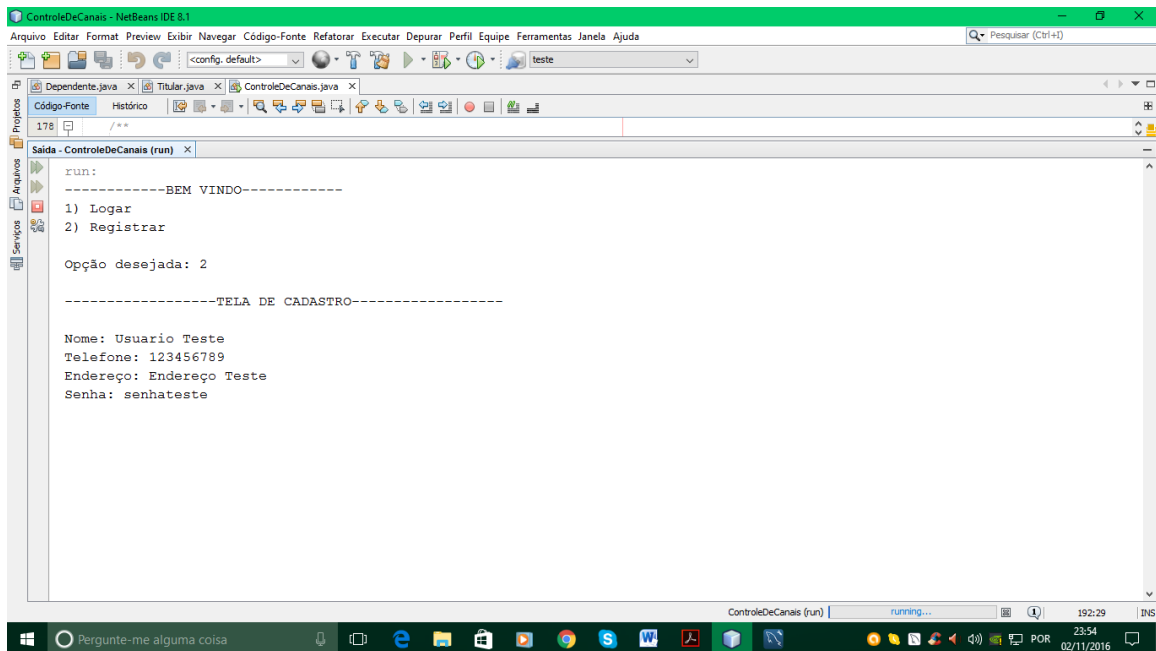 ControleDeCanais - NetBeans IDE 8.1
Arquivo Editar Format Preview Exibir Navegar Código-Fonte Refatorar Executar Depurar Perfil Equipe Ferramentas Janela Ajuda
Pesquisar (Ctrl+I)
<config. default>
teste
Dependente.java
Titular.java
ControleDeCanais.java
Código-Fonte
Histórico
178
/**
Projetos
Arquivos
Serviços
Saída - ControleDeCanais (run)
run:
------------BEM VINDO------------
1) Logar
2) Registrar
Opção desejada: 2
------------------TELA DE CADASTRO------------------
Nome: Usuario Teste
Telefone: 123456789
Endereço: Endereço Teste
Senha: senhateste
ControleDeCanais (run)
running...
1
192:29
INS
Pergunte-me alguma coisa
POR
23:54
02/11/2016